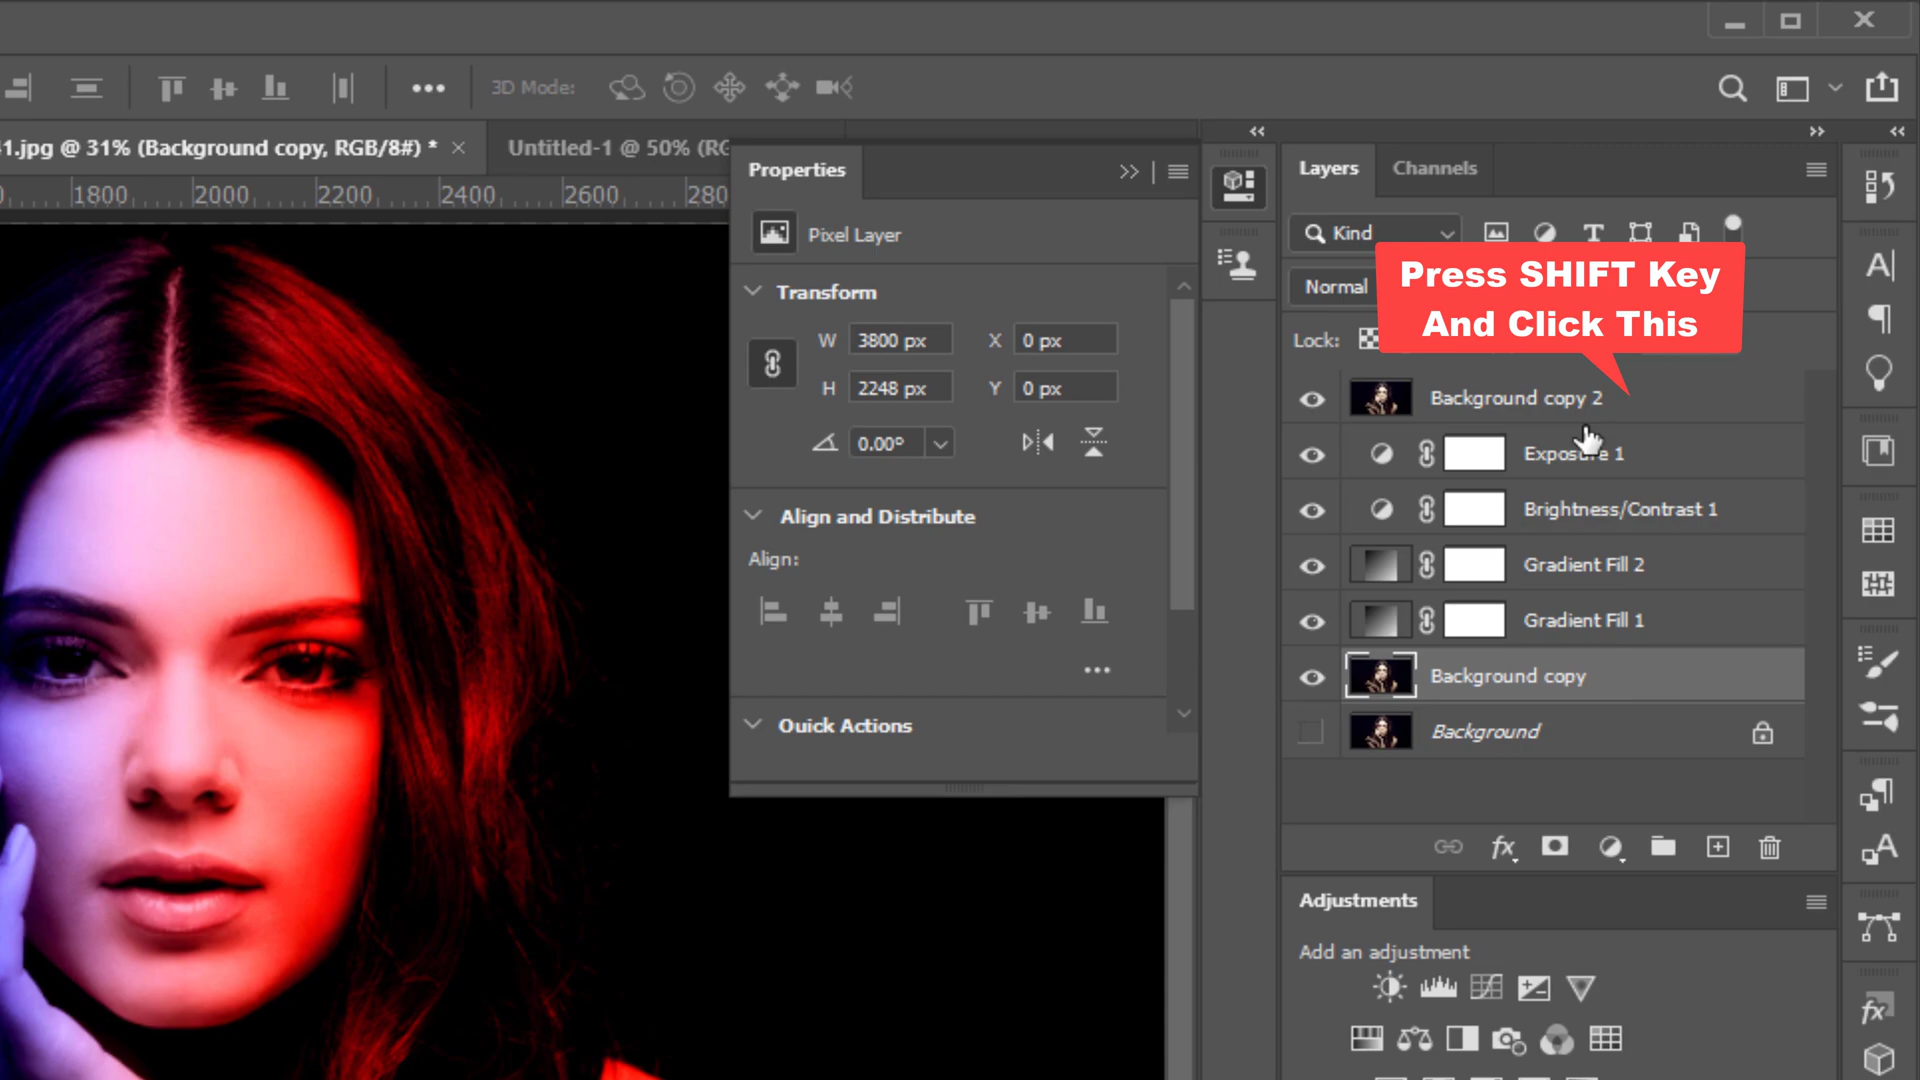 3D Mode:
1.jpg @ 31% (Background copy, RGB/8#) *
Untitled-1 @ 50% (RG
1800
2000
2200
2400
2600
280
Properties
Pixel Layer
Transform
W 3800 px X 0 px
H 2248 px Y 0 px
0.00°
Align and Distribute
Align:
Quick Actions
Layers
Channels
Kind
Normal
Press SHIFT Key
And Click This
Lock:
Background copy 2
Exposure 1
Brightness/Contrast 1
Gradient Fill 2
Gradient Fill 1
Background copy
Background
fx
Adjustments
Add an adjustment